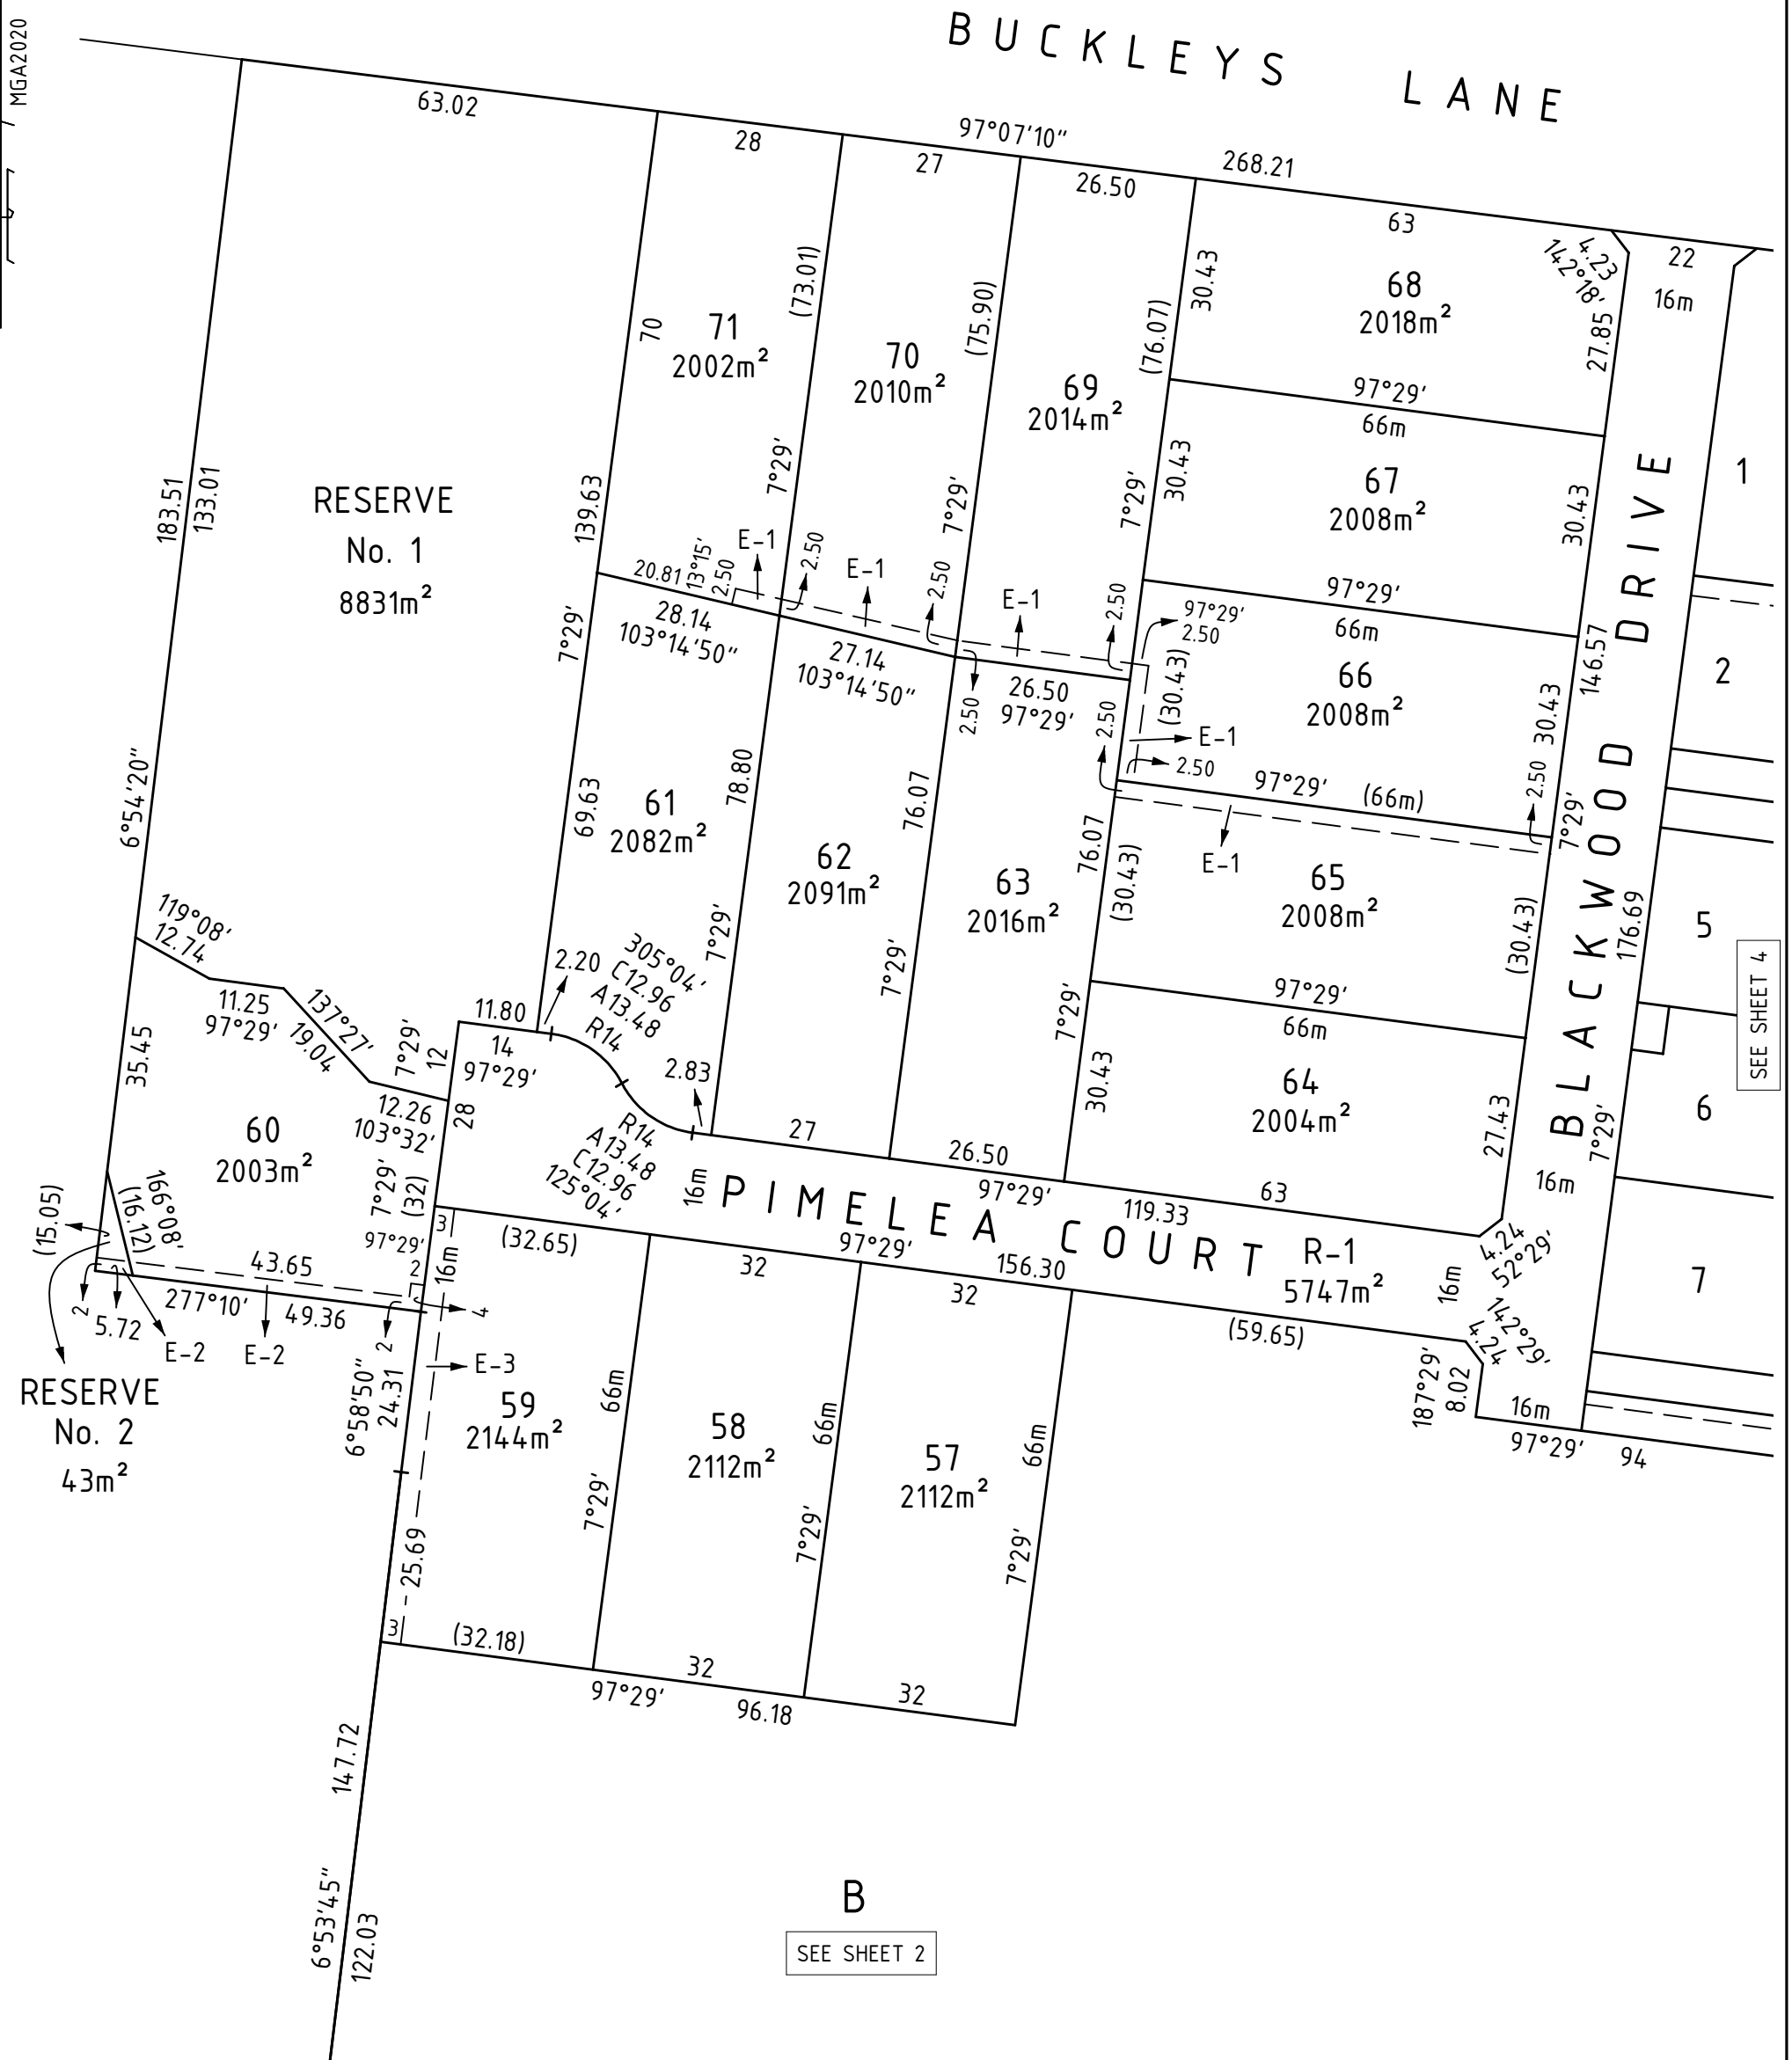 MGA2020
BUCKLEYS LANE
63.02
28
97°07'10"
27
268.21
26.50
63
4.23
142°18'
22
16m
183.51
133.01
RESERVE
No. 1
8831m²
139.63
70
71
2002m²
(73.01)
7°29'
70
2010m²
(75.90)
7°29'
69
2014m²
(76.07)
7°29'
30.43
68
2018m²
27.85
97°29'
66m
30.43
67
2008m²
30.43
97°29'
66m
1
2
20.81
13°15'
2.50
E-1
2.50
E-1
2.50
E-1
2.50
97°29'
2.50
28.14
103°14'50"
27.14
103°14'50"
2.50
26.50
97°29'
2.50
(30.43)
66
2008m²
30.43
146.57
E-1
2.50
97°29'
(66m)
2.50
7°29'
BLACKWOOD DRIVE
176.69
E-1
6°54'20"
7°29'
69.63
61
2082m²
78.80
7°29'
62
2091m²
76.07
7°29'
63
2016m²
76.07
(30.43)
7°29'
65
2008m²
(30.43)
5
SEE SHEET 4
97°29'
66m
119°08'
12.74
11.25
97°29'
137°27'
19.04
35.45
7°29'
12
11.80
14
97°29'
2.20
305°04'
C12.96
A13.48
R14
2.83
12.26
103°32'
28
R14
A13.48
C12.96
125°04'
30.43
64
2004m²
27.43
7°29'
16m
6
60
2003m²
166°08'
(16.12)
(15.05)
7°29'
(32)
27
26.50
97°29'
119.33
63
16m
PIMELEA COURT
R-1
5747m²
4.24
52°29'
16m
142°29'
4.24
7
97°29'
3
16m
2
(32.65)
32
97°29'
156.30
32
(59.65)
187°29'
8.02
16m
97°29'
94
43.65
277°10'
49.36
2
5.72
E-2
E-2
2
4
RESERVE
No. 2
43m²
6°58'50"
24.31
E-3
59
2144m²
66m
7°29'
58
2112m²
66m
7°29'
57
2112m²
66m
7°29'
25.69
3
(32.18)
32
32
97°29'
96.18
147.72
6°53'45"
122.03
B
SEE SHEET 2